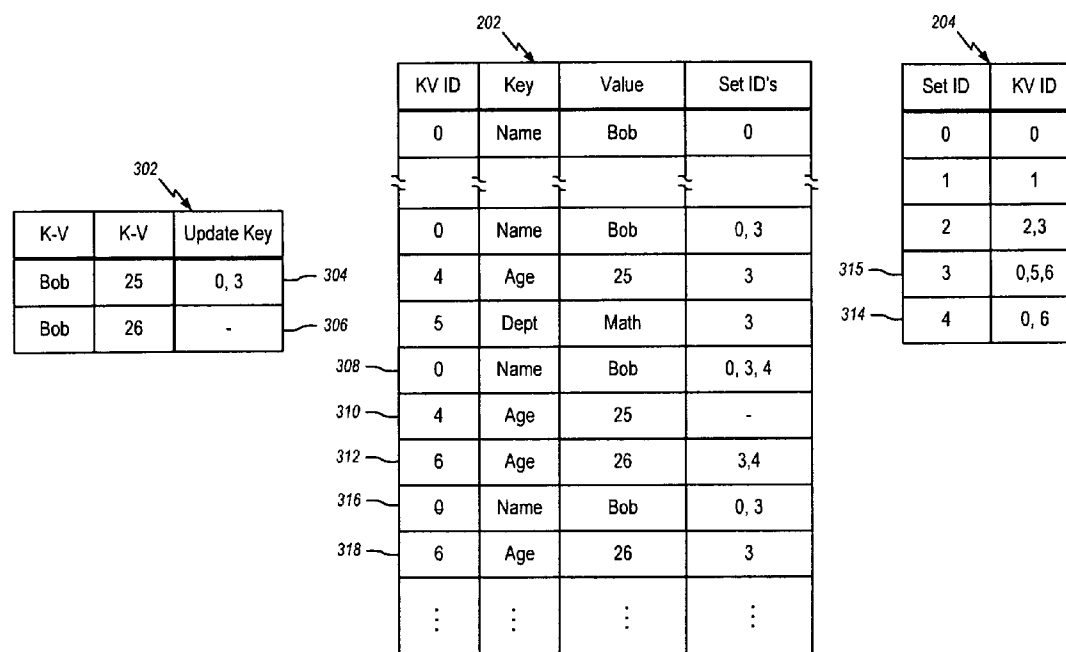 202
204
KV ID Key Value Set ID's
Set ID KV ID
0 Name Bob 0
0 0
1 1
302
K-V K-V Update Key
0 Name Bob 0, 3
2 2,3
Bob 25 0, 3 304
4 Age 25 3
315 3 0,5,6
Bob 26 - 306
5 Dept Math 3
314 4 0, 6
308 0 Name Bob 0, 3, 4
310 4 Age 25 -
312 6 Age 26 3,4
316 0 Name Bob 0, 3
318 6 Age 26 3